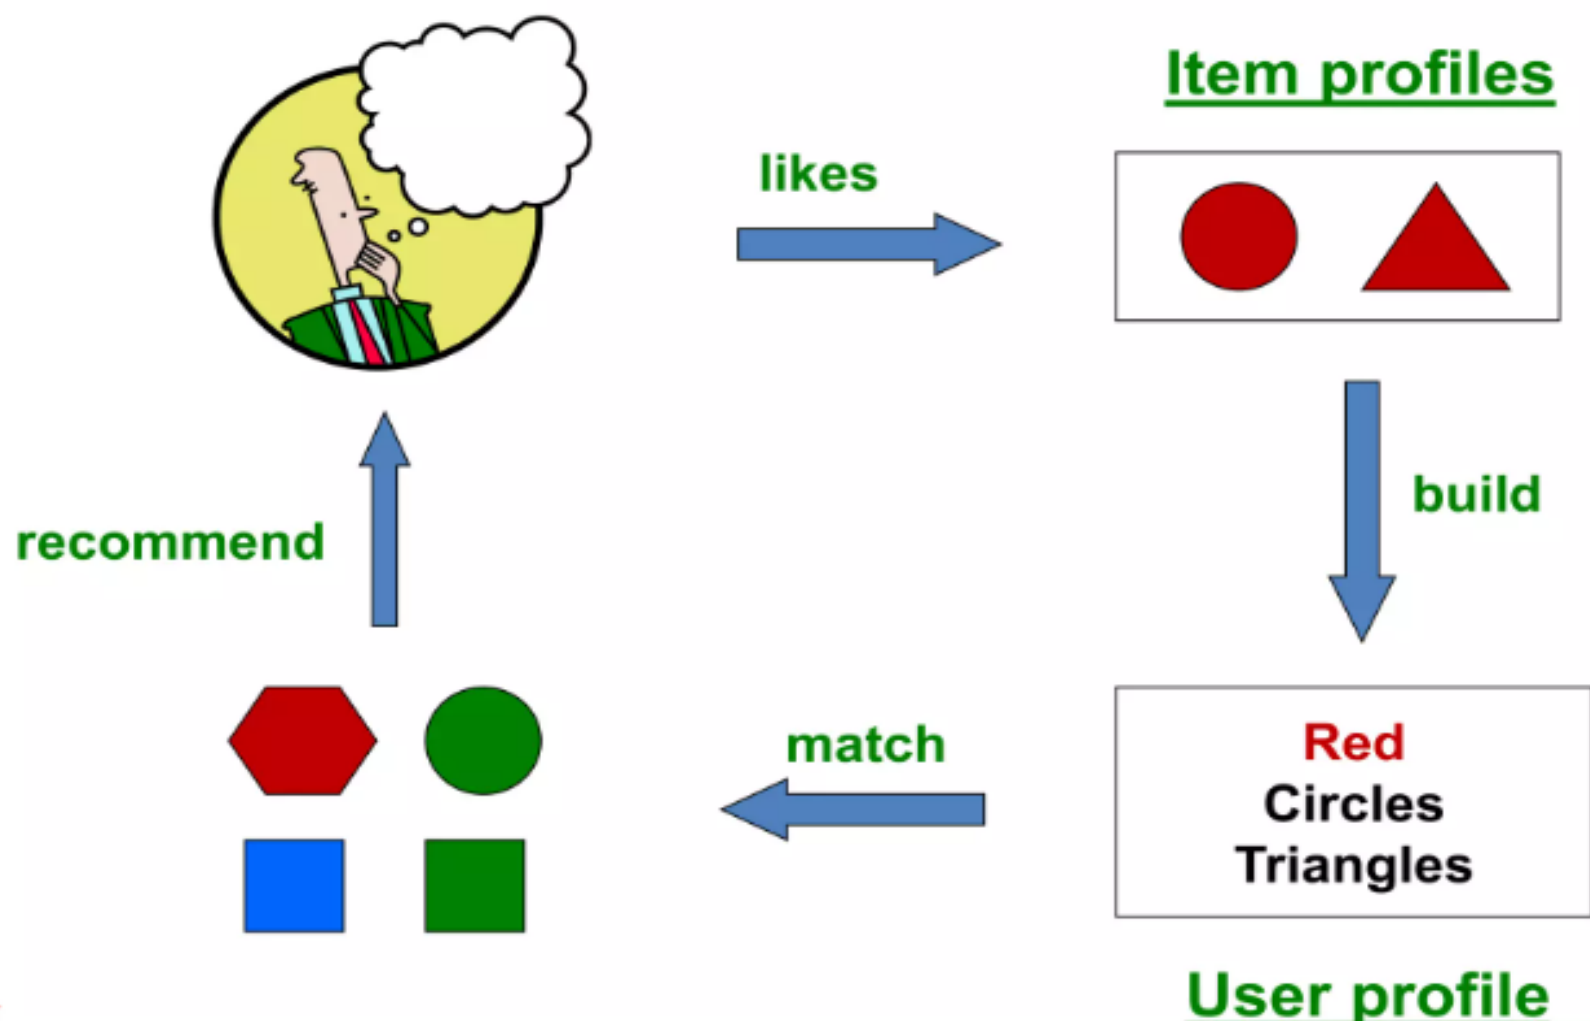 Item profiles
likes
build
recommend
match
Red
Circles
Triangles
User profile